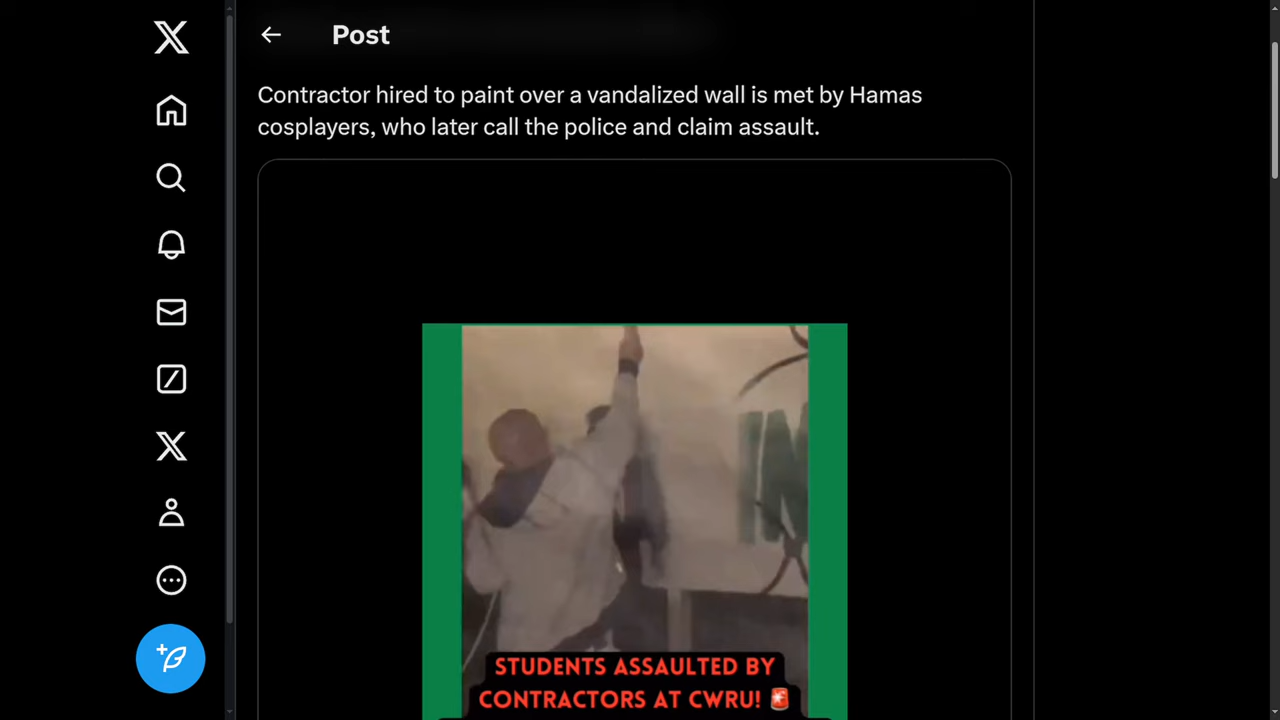 Post
Contractor hired to paint over a vandalized wall is met by Hamas
cosplayers, who later call the police and claim assault.
IN
STUDENTS ASSAULTED BY
CONTRACTORS AT CWRU! 🚨